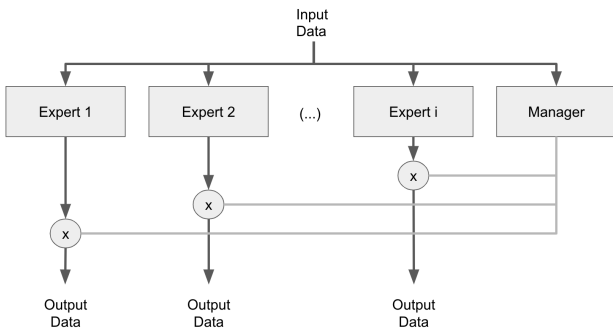 Input
Data
Expert 1
Expert 2
(...)
Expert i
Manager
x
x
x
Output
Data
Output
Data
Output
Data